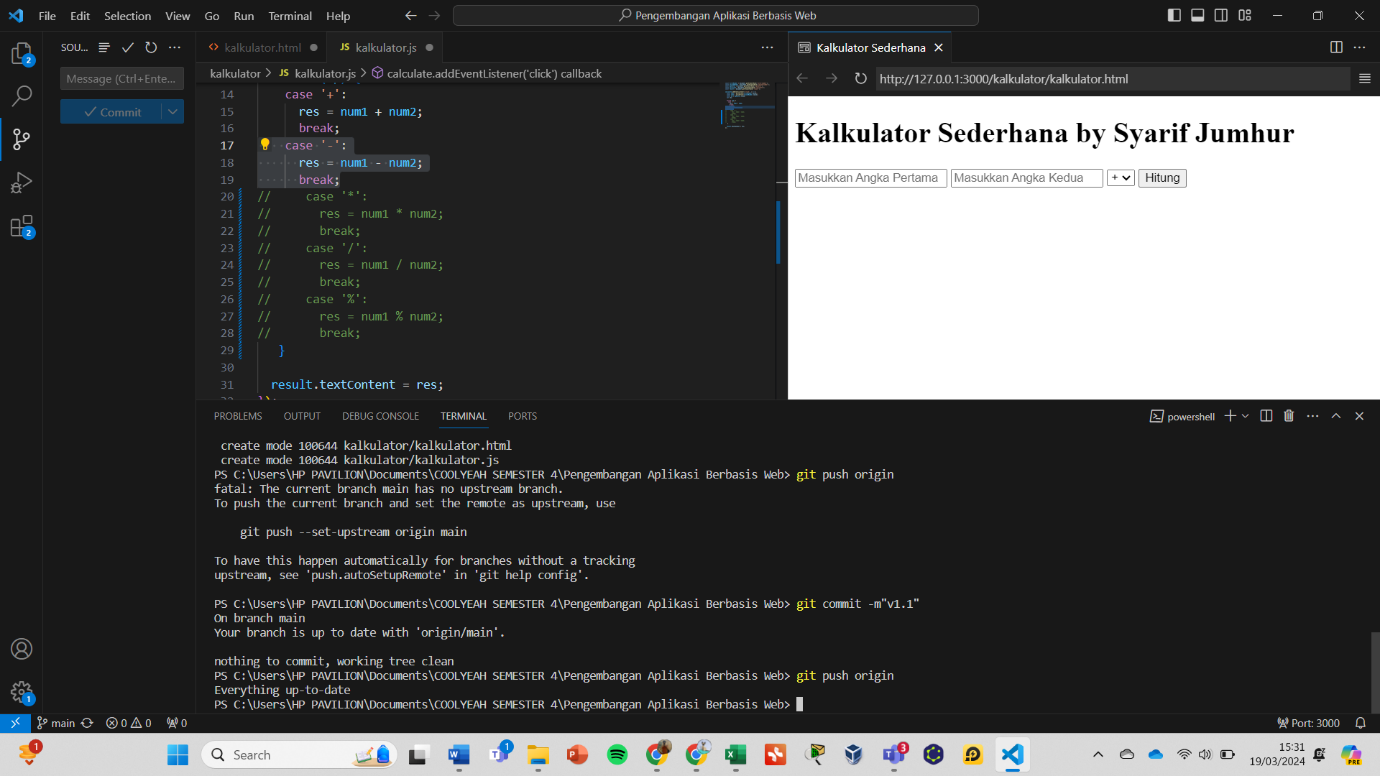 File Edit Selection View Go Run Terminal Help
Pengembangan Aplikasi Berbasis Web
SOU...
kalkulator.html
JS kalkulator.js
Kalkulator Sederhana
Message (Ctrl+Ente...
kalkulator > JS kalkulator.js > calculate.addEventListener('click') callback
http://127.0.0.1:3000/kalkulator/kalkulator.html
Commit
2
2
1
14 case '+':
15 res = num1 + num2;
16 break;
17 case '-':
18 res = num1 - num2;
19 break;
20 // case '*':
21 // res = num1 * num2;
22 // break;
23 // case '/':
24 // res = num1 / num2;
25 // break;
26 // case '%':
27 // res = num1 % num2;
28 // break;
29 }
30
31 result.textContent = res;
Kalkulator Sederhana by Syarif Jumhur
Masukkan Angka Pertama Masukkan Angka Kedua + Hitung
PROBLEMS OUTPUT DEBUG CONSOLE TERMINAL PORTS
powershell
create mode 100644 kalkulator/kalkulator.html
create mode 100644 kalkulator/kalkulator.js
PS C:\Users\HP PAVILION\Documents\COOLYEAH SEMESTER 4\Pengembangan Aplikasi Berbasis Web> git push origin
fatal: The current branch main has no upstream branch.
To push the current branch and set the remote as upstream, use
git push --set-upstream origin main
To have this happen automatically for branches without a tracking
upstream, see 'push.autoSetupRemote' in 'git help config'.
PS C:\Users\HP PAVILION\Documents\COOLYEAH SEMESTER 4\Pengembangan Aplikasi Berbasis Web> git commit -m"v1.1"
On branch main
Your branch is up to date with 'origin/main'.
nothing to commit, working tree clean
PS C:\Users\HP PAVILION\Documents\COOLYEAH SEMESTER 4\Pengembangan Aplikasi Berbasis Web> git push origin
Everything up-to-date
PS C:\Users\HP PAVILION\Documents\COOLYEAH SEMESTER 4\Pengembangan Aplikasi Berbasis Web>
main 0 0 0
Port: 3000
1
Search
1
3
15:31
19/03/2024
PRE